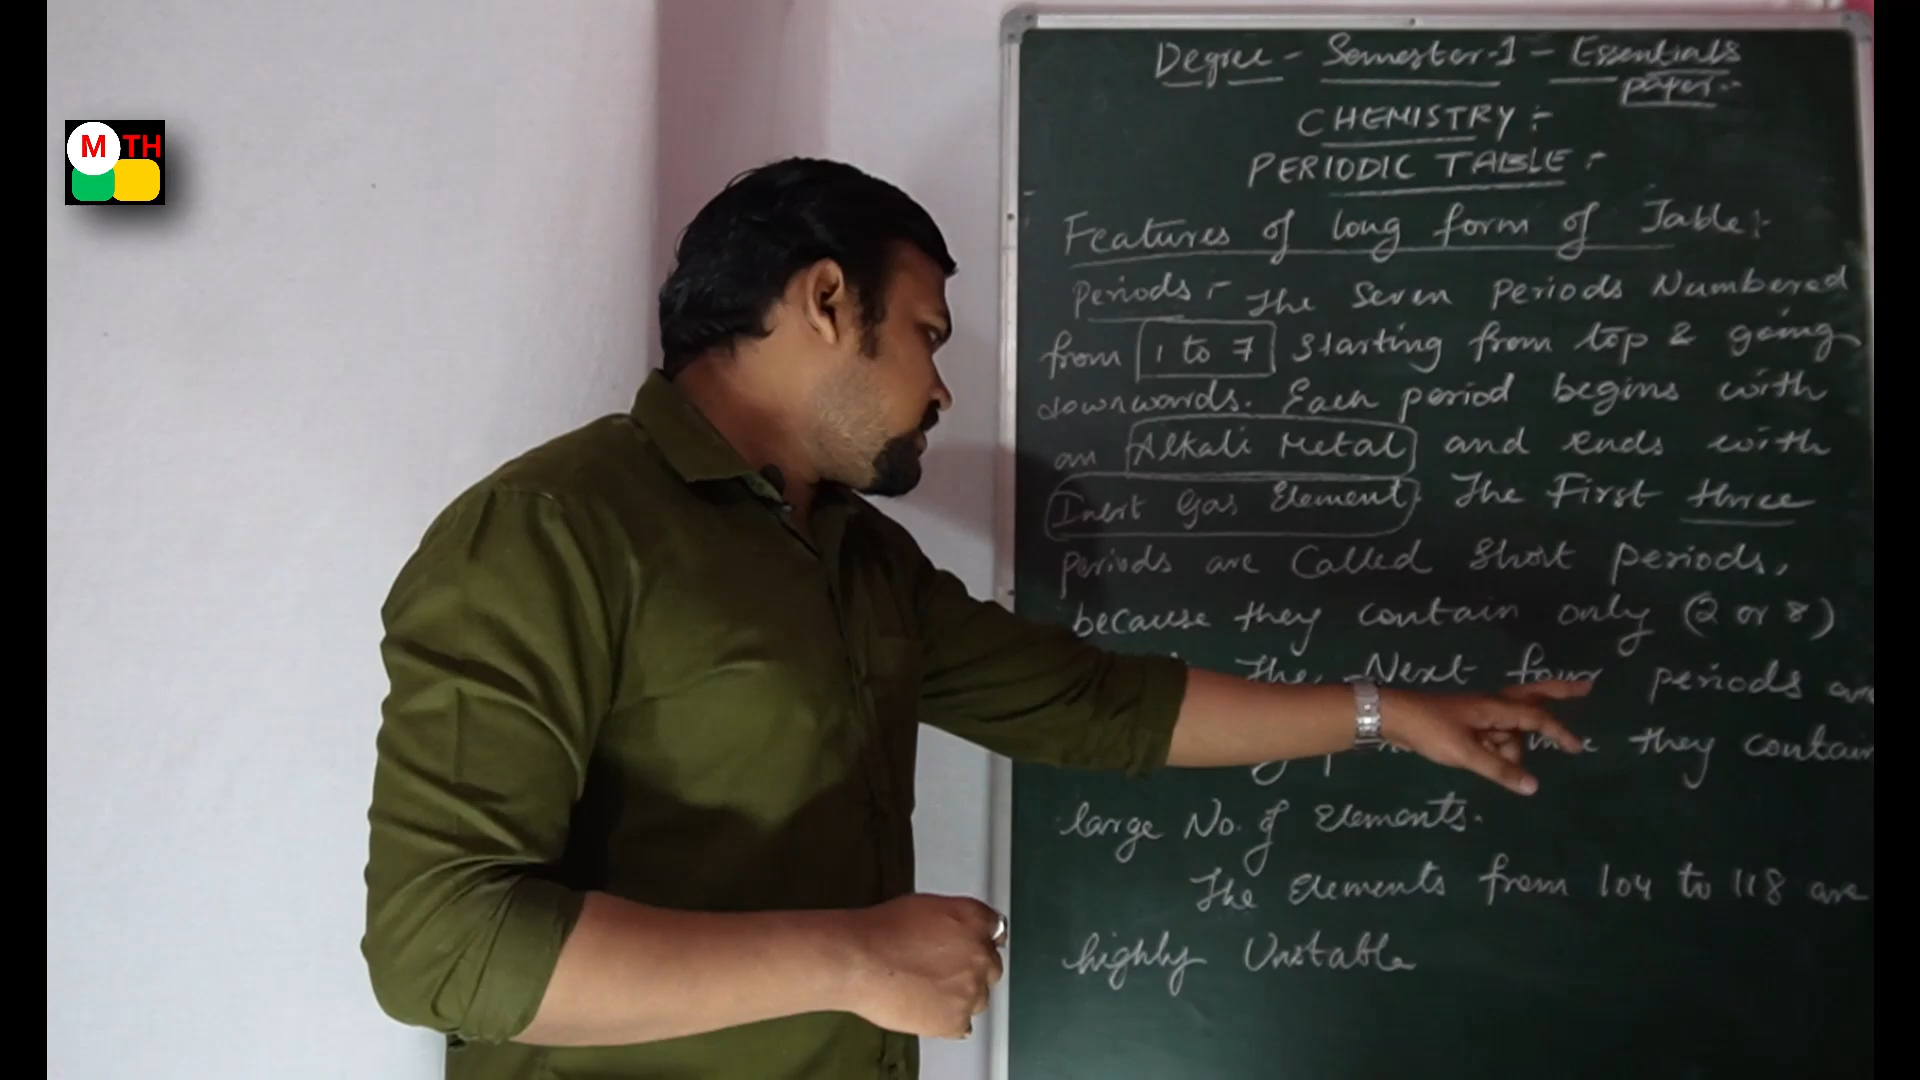 M TH
Degree - Semester-1 - Essentials
paper:-
CHEMISTRY :-
PERIODIC TABLE :-
Features of long form of Table:-
Periods:- The Seven Periods Numbered
from 1 to 7 Starting from top & going
downwards. Each period begins with
an Alkali Metal and ends with
Inert Gas Element. The First three
periods are Called Short Periods,
because they contain only (2 or 8)
The Next four periods are
they contain
large No. of Elements.
The Elements from 104 to 118 are
highly Unstable